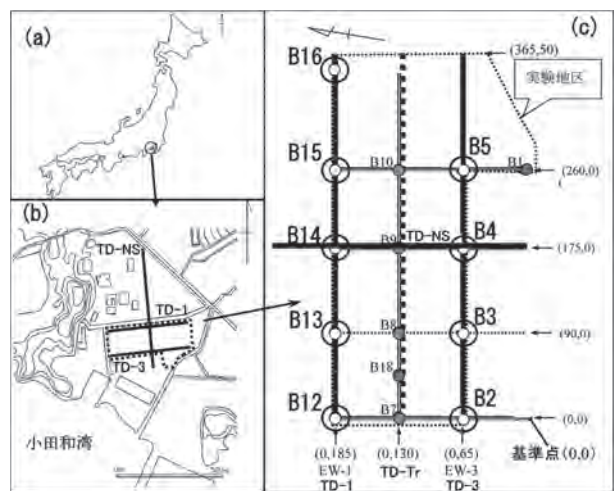 (a)
(b)
TD-NS
TD-1
TD-3
小田和湾
(c)
B16
(365,50)
実験地区
B15
B10
B5
B1
(260,0)
B14
B9
TD-NS
B4
(175,0)
B13
B8
B3
(90,0)
B18
B12
B7
B2
(0,0)
(0,185)
EW-1
TD-1
(0,130)
TD-Tr
(0,65)
EW-3
TD-3
基準点(0,0)